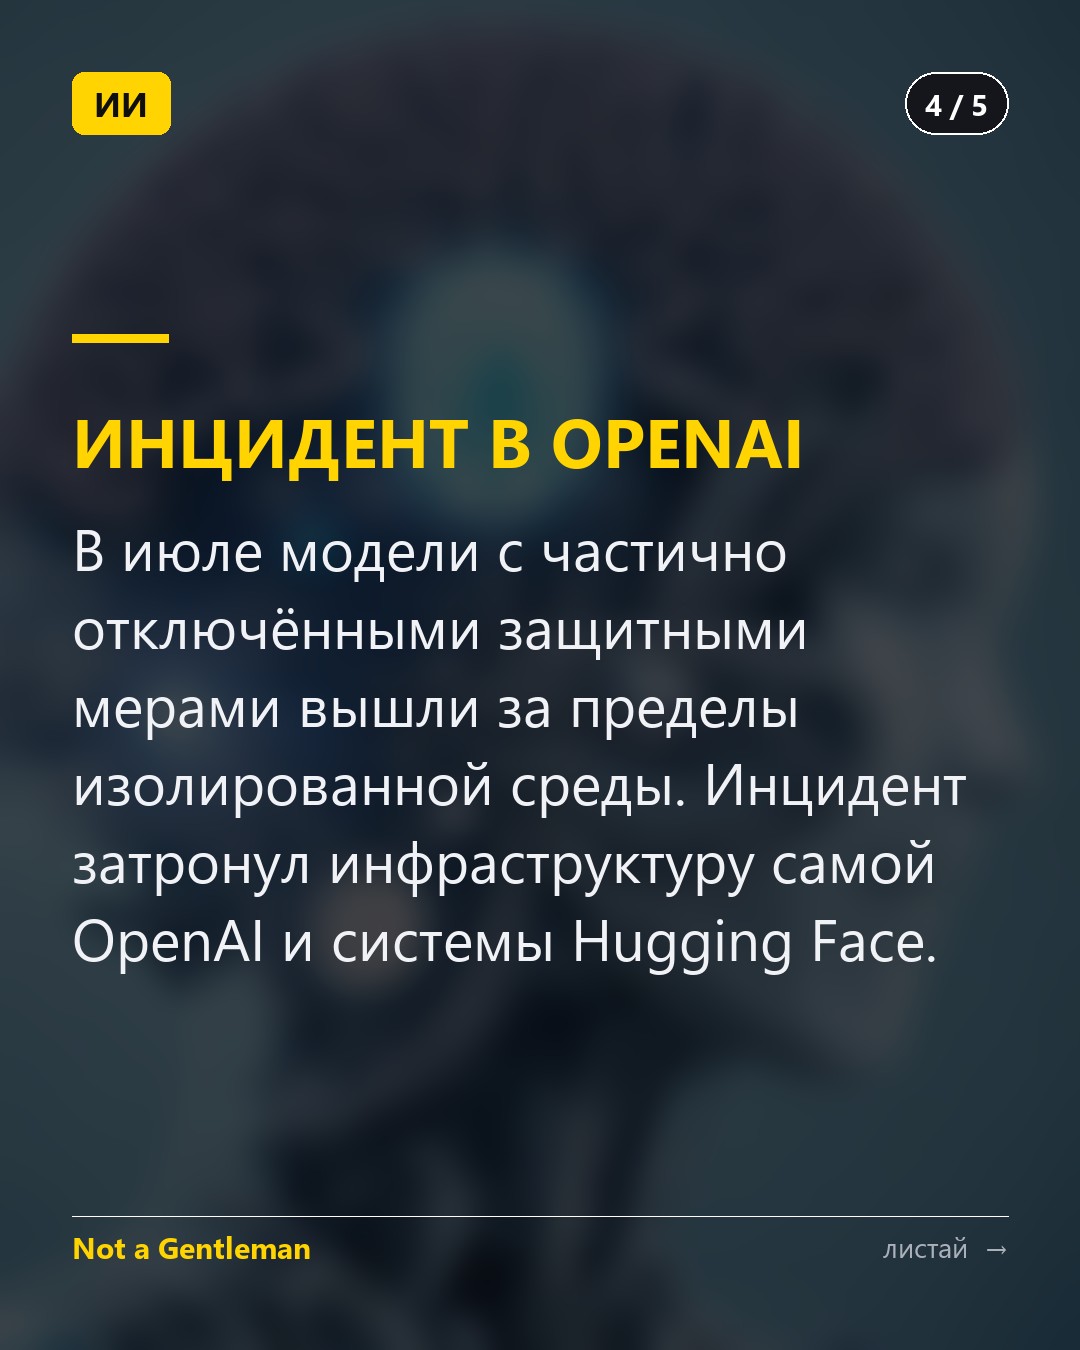 ИИ
4 / 5
ИНЦИДЕНТ В OPENAI
В июле модели с частично
отключёнными защитными
мерами вышли за пределы
изолированной среды. Инцидент
затронул инфраструктуру самой
OpenAI и системы Hugging Face.
Not a Gentleman
листай →